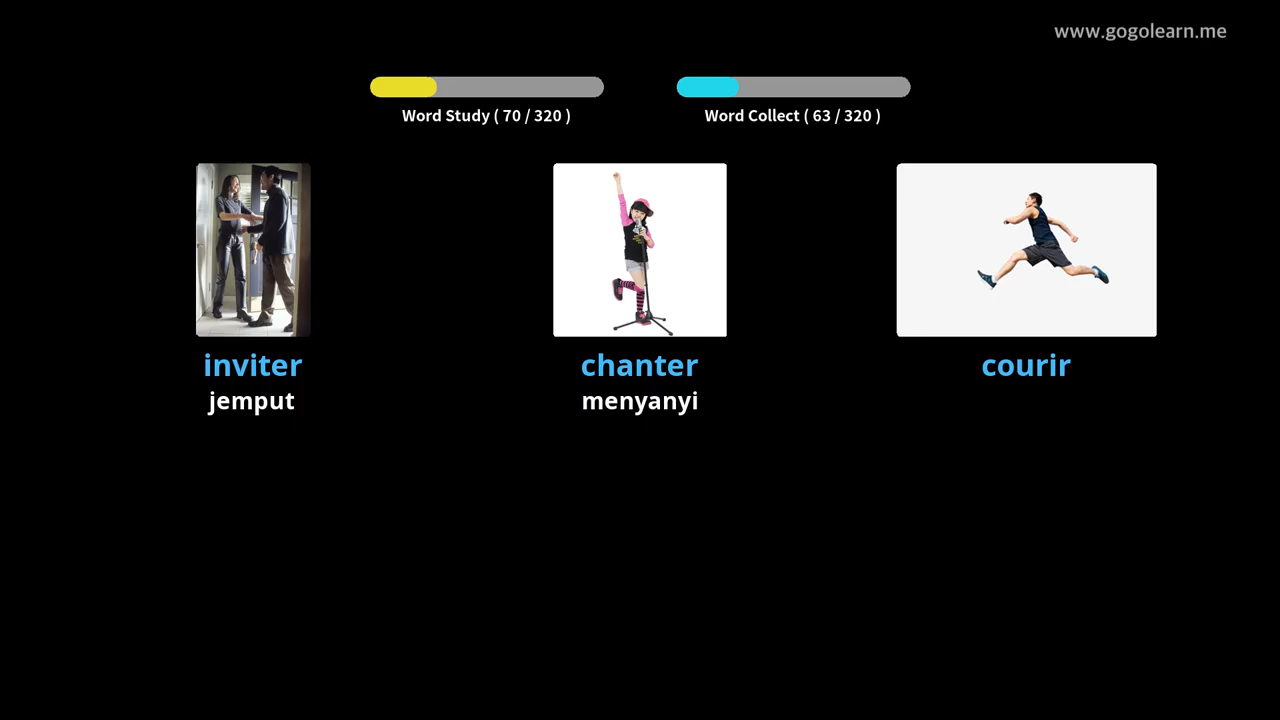 www.gogolearn.me
Word Study ( 70 / 320 )
Word Collect ( 63 / 320 )
inviter
jemput
chanter
menyanyi
courir